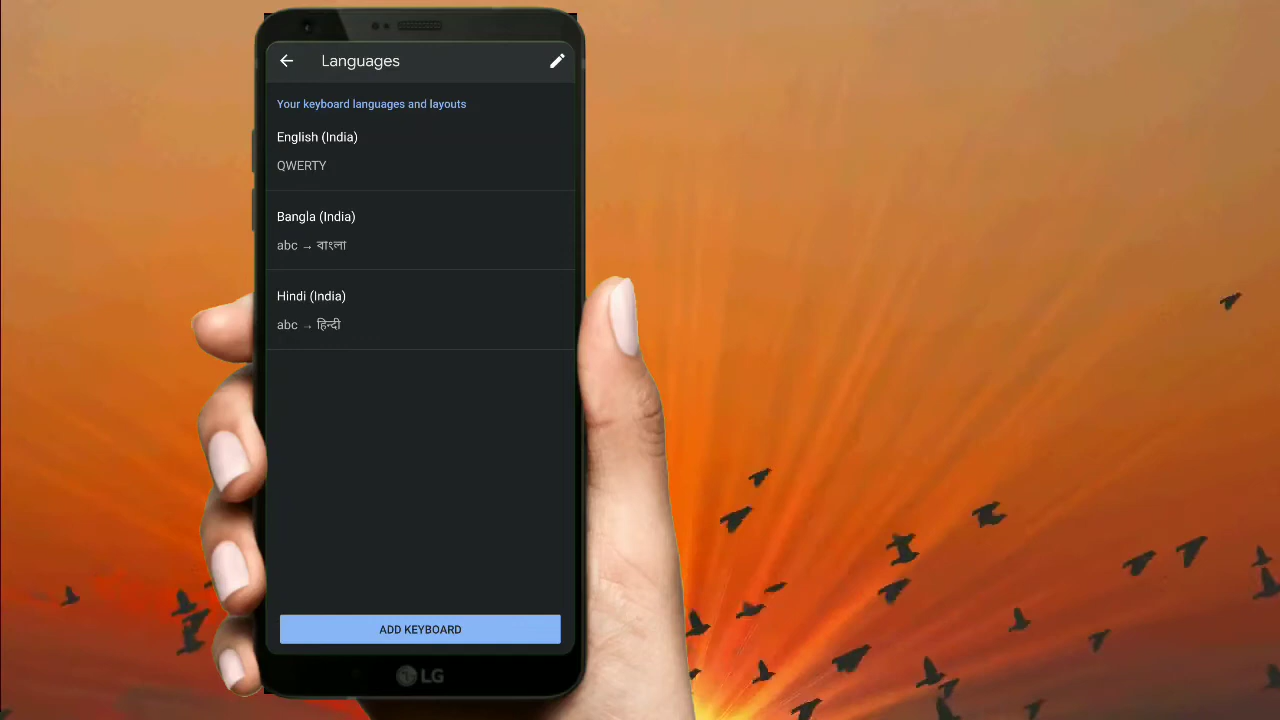 Languages
Your keyboard languages and layouts
English (India)
QWERTY
Bangla (India)
abc → বাংলা
Hindi (India)
abc → हिन्दी
ADD KEYBOARD
LG